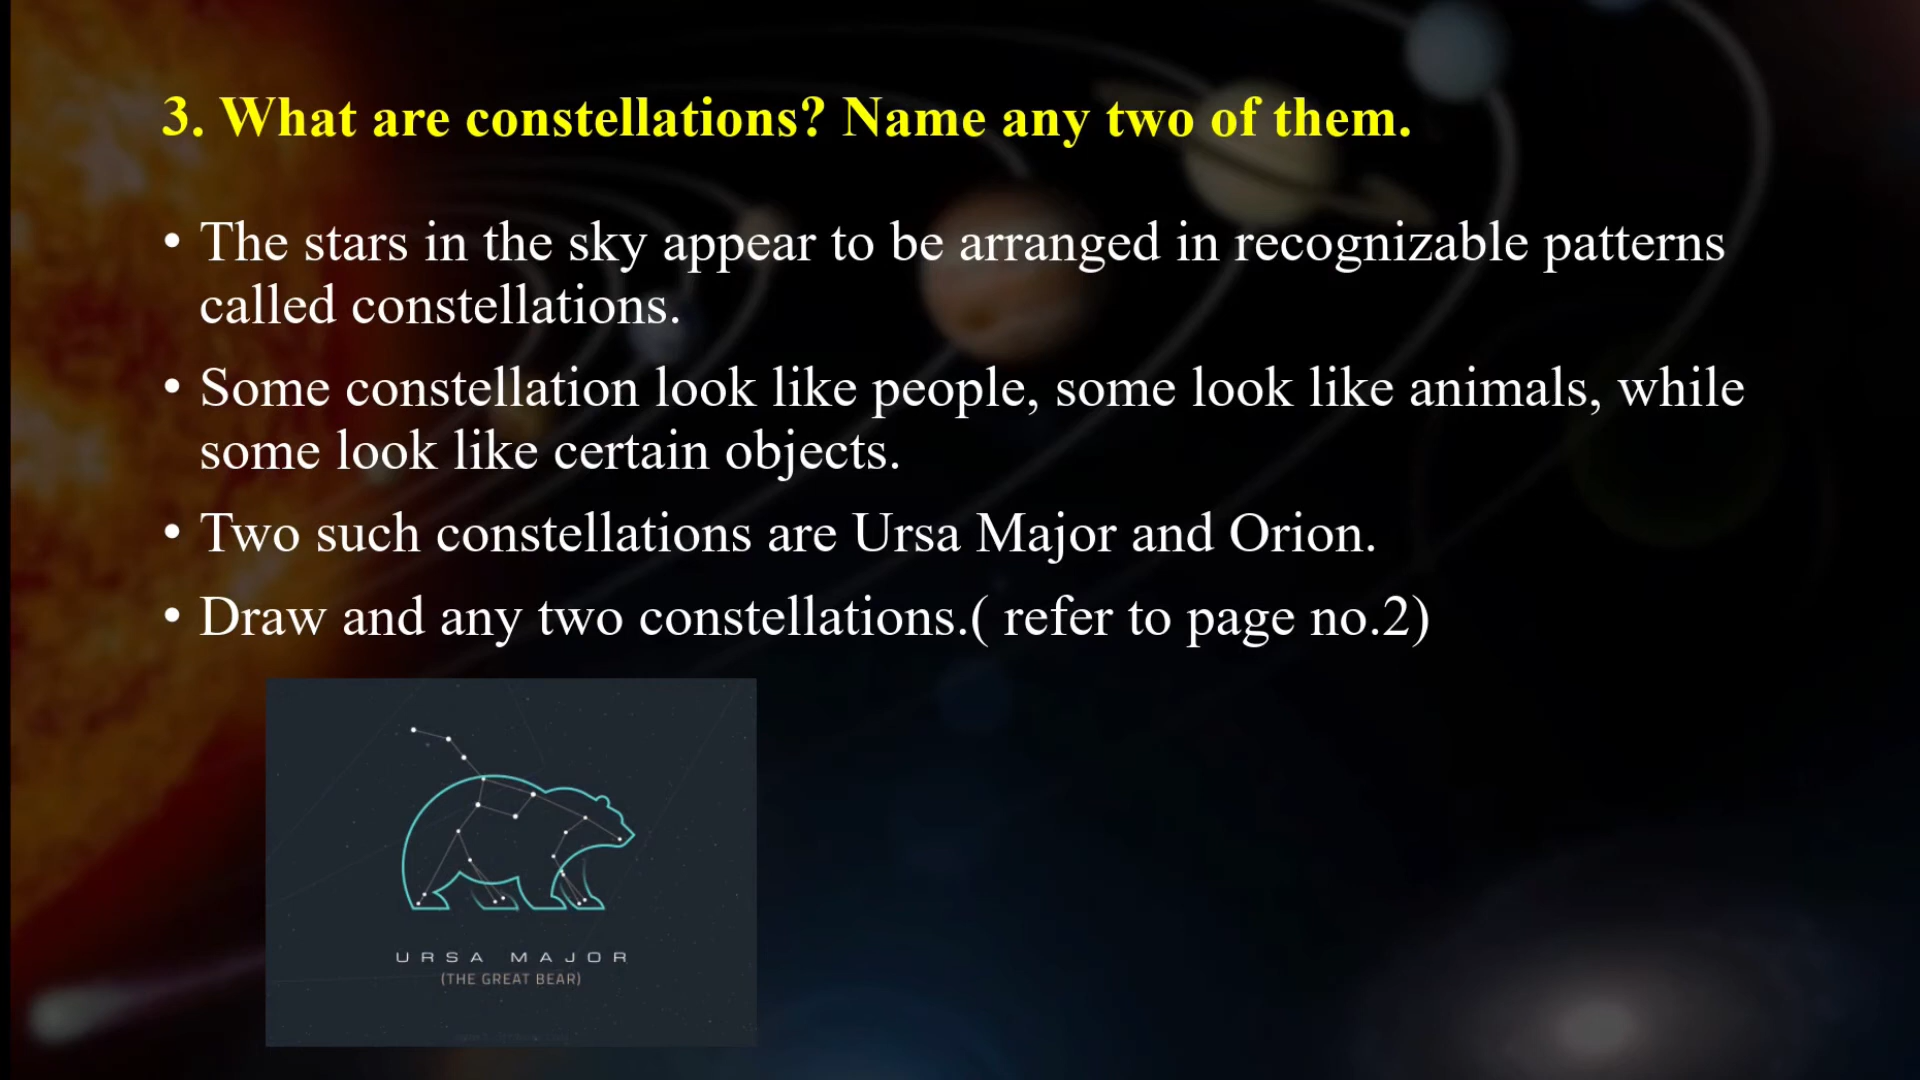 3. What are constellations? Name any two of them.
• The stars in the sky appear to be arranged in recognizable patterns
called constellations.
• Some constellation look like people, some look like animals, while
some look like certain objects.
• Two such constellations are Ursa Major and Orion.
• Draw and any two constellations.( refer to page no.2)
URSA MAJOR
(THE GREAT BEAR)